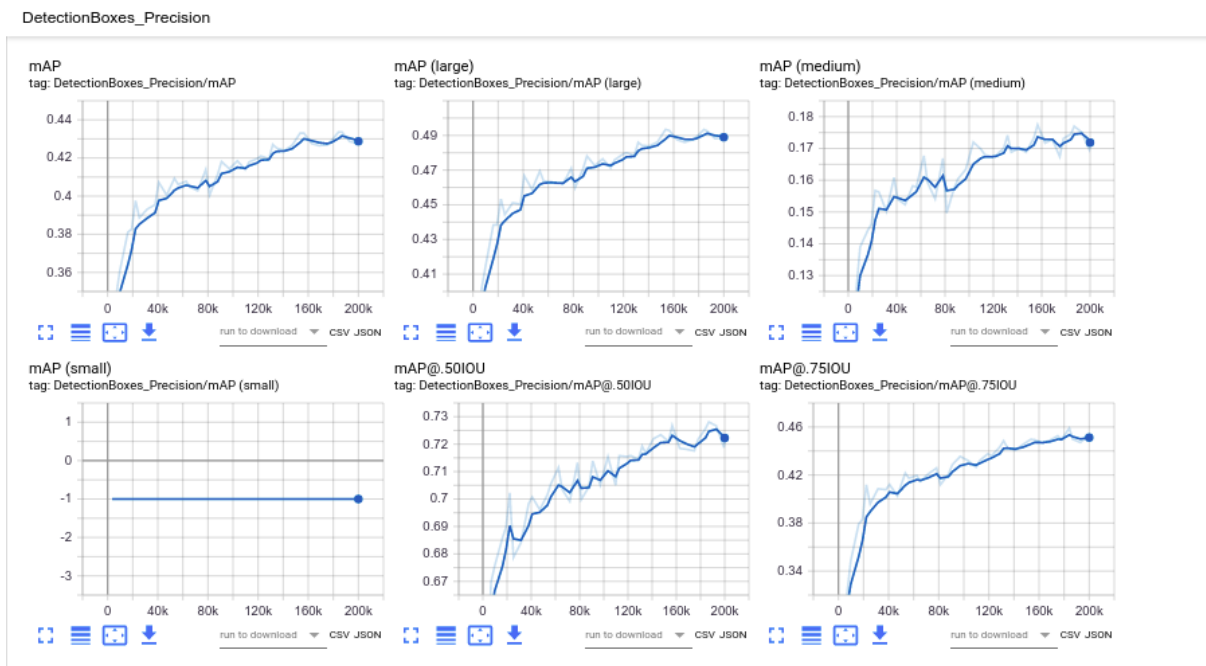 DetectionBoxes_Precision
mAP
tag: DetectionBoxes_Precision/mAP
0.44
0.42
0.4
0.38
0.36
0 40k 80k 120k 160k 200k
run to download CSV JSON
mAP (large)
tag: DetectionBoxes_Precision/mAP (large)
0.49
0.47
0.45
0.43
0.41
0 40k 80k 120k 160k 200k
run to download CSV JSON
mAP (medium)
tag: DetectionBoxes_Precision/mAP (medium)
0.18
0.17
0.16
0.15
0.14
0.13
0 40k 80k 120k 160k 200k
run to download CSV JSON
mAP (small)
tag: DetectionBoxes_Precision/mAP (small)
1
0
-1
-2
-3
0 40k 80k 120k 160k 200k
run to download CSV JSON
mAP@.50IOU
tag: DetectionBoxes_Precision/mAP@.50IOU
0.73
0.72
0.71
0.7
0.69
0.68
0.67
0 40k 80k 120k 160k 200k
run to download CSV JSON
mAP@.75IOU
tag: DetectionBoxes_Precision/mAP@.75IOU
0.46
0.42
0.38
0.34
0 40k 80k 120k 160k 200k
run to download CSV JSON